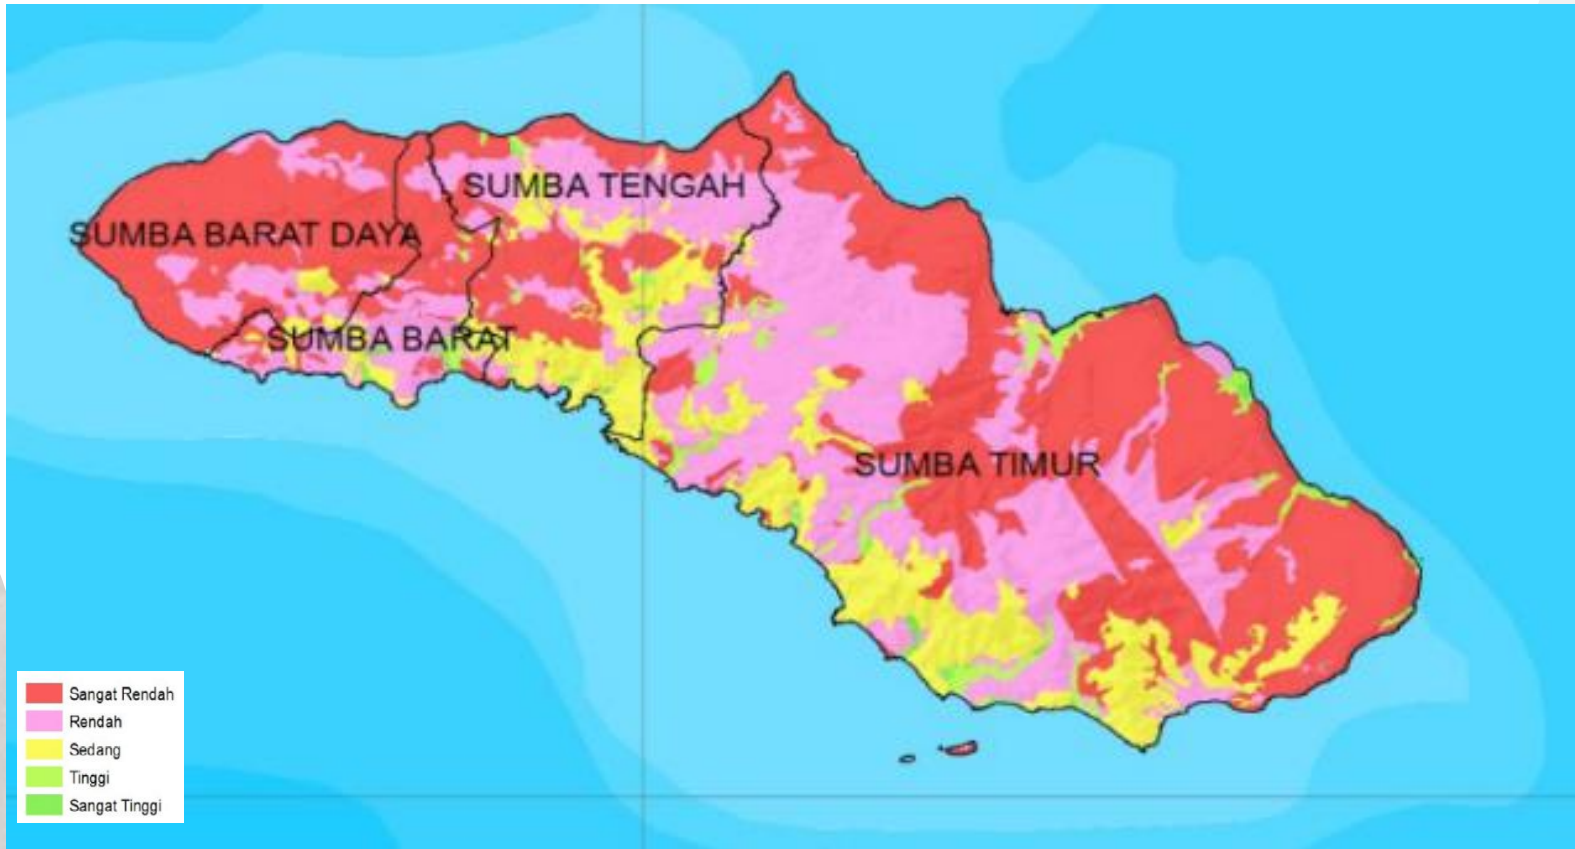 SUMBA TENGAH
SUMBA BARAT DAYA
SUMBA BARAT
SUMBA TIMUR
Sangat Rendah
Rendah
Sedang
Tinggi
Sangat Tinggi